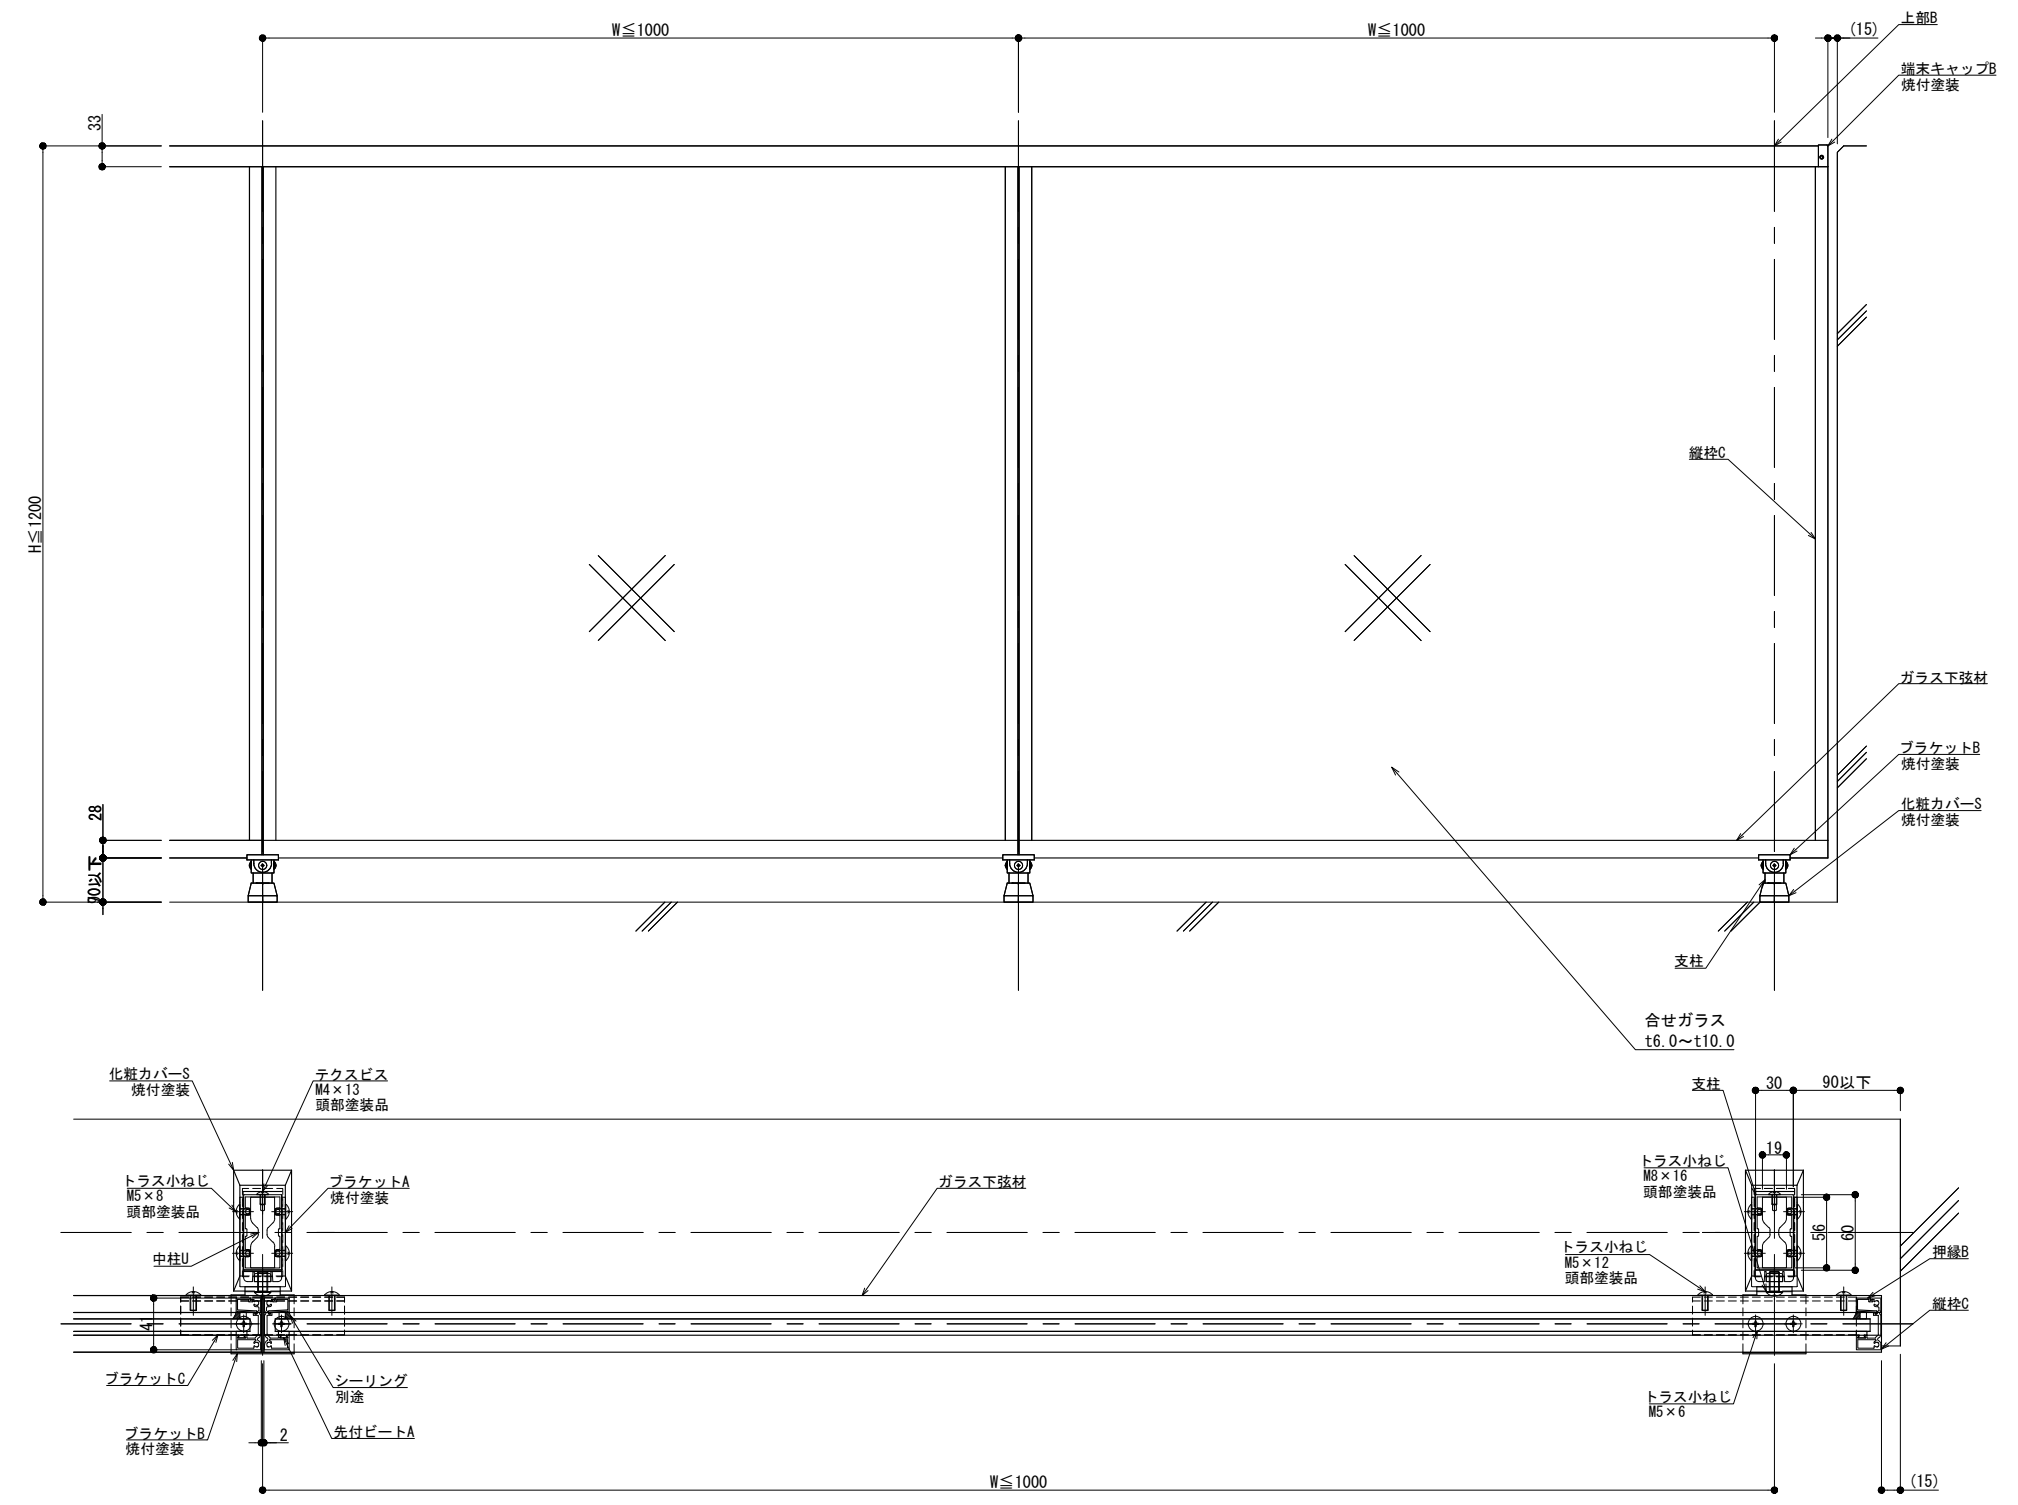 W≦1000
W≦1000
(15)
上部B
端末キャップB
焼付塗装
33
H≦1200
縦枠C
ガラス下弦材
ブラケットB
焼付塗装
化粧カバーS
焼付塗装
28
90以下
支柱
合せガラス
t6.0～t10.0
化粧カバーS
焼付塗装
テクスビス
M4×13
頭部塗装品
支柱
30
90以下
トラス小ねじ
M5×8
頭部塗装品
ブラケットA
焼付塗装
ガラス下弦材
19
トラス小ねじ
M8×16
頭部塗装品
中柱U
56
60
トラス小ねじ
M5×12
頭部塗装品
押縁B
縦枠C
41
ブラケットC
シーリング
別途
ブラケットB
焼付塗装
先付ビートA
2
トラス小ねじ
M5×6
W≦1000
(15)